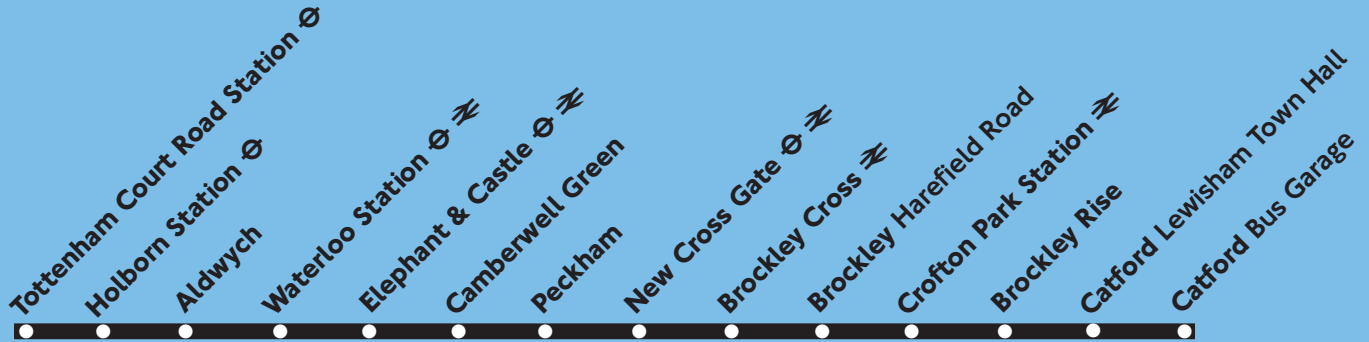 Tottenham Court Road Station
Holborn Station
Aldwych
Waterloo Station
Elephant & Castle
Camberwell Green
Peckham
New Cross Gate
Brockley Cross
Brockley Harefield Road
Crofton Park Station
Brockley Rise
Catford Lewisham Town Hall
Catford Bus Garage